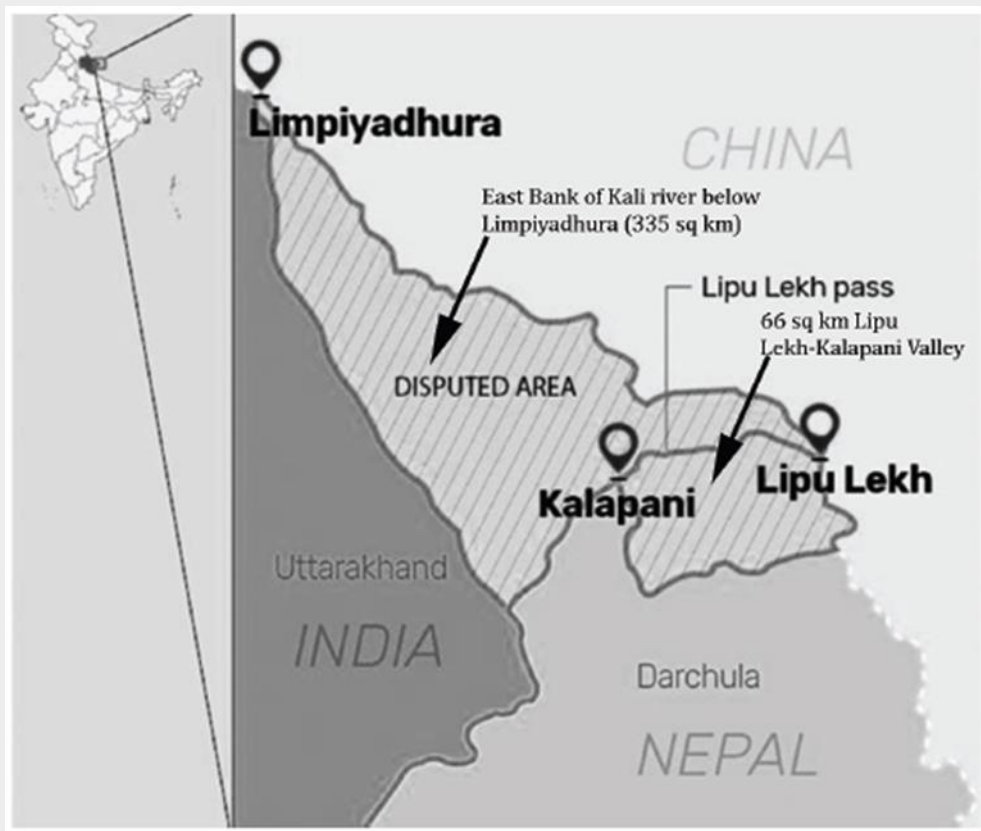 Limpiyadhura
CHINA
East Bank of Kali river below
Limpiyadhura (335 sq km)
Lipu Lekh pass
66 sq km Lipu
Lekh-Kalapani Valley
DISPUTED AREA
Lipu Lekh
Kalapani
Uttarakhand
INDIA
Darchula
NEPAL